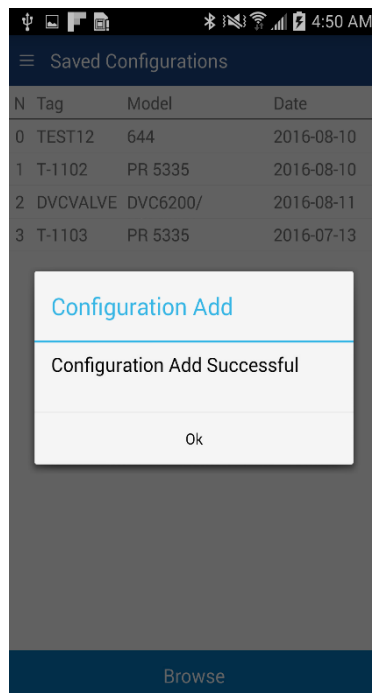 4:50 AM
Saved Configurations
N Tag Model Date
0 TEST12 644 2016-08-10
1 T-1102 PR 5335 2016-08-10
2 DVCVALVE DVC6200/ 2016-08-11
3 T-1103 PR 5335 2016-07-13
Configuration Add
Configuration Add Successful
Ok
Browse